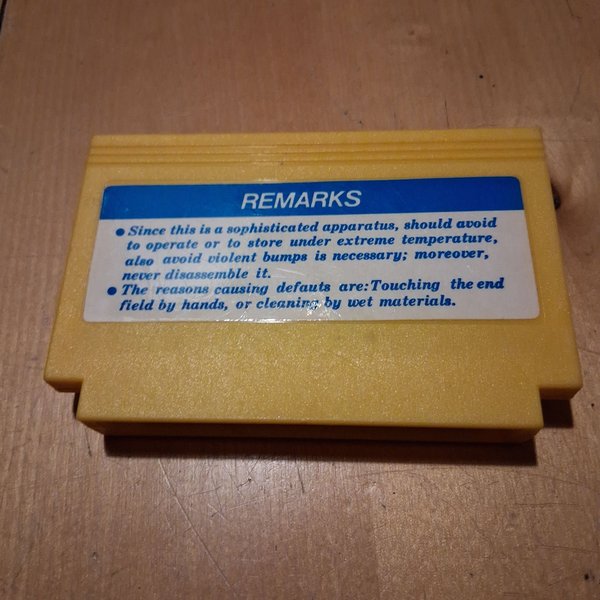 REMARKS
● Since this is a sophisticated apparatus, should avoid
to operate or to store under extreme temperature,
also avoid violent bumps is necessary; moreover,
never disassemble it.
● The reasons causing defauts are: Touching the end
field by hands, or cleaning by wet materials.